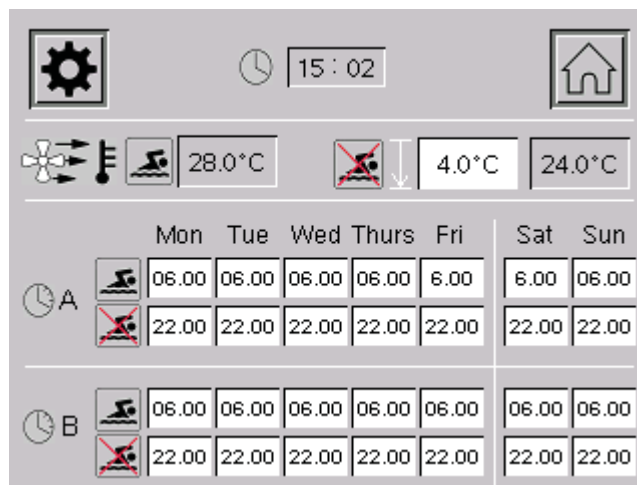 15 : 02
28.0°C 4.0°C 24.0°C
Mon Tue Wed Thurs Fri Sat Sun
A 06.00 06.00 06.00 06.00 6.00 6.00 06.00
22.00 22.00 22.00 22.00 22.00 22.00 22.00
B 06.00 06.00 06.00 06.00 06.00 06.00 06.00
22.00 22.00 22.00 22.00 22.00 22.00 22.00